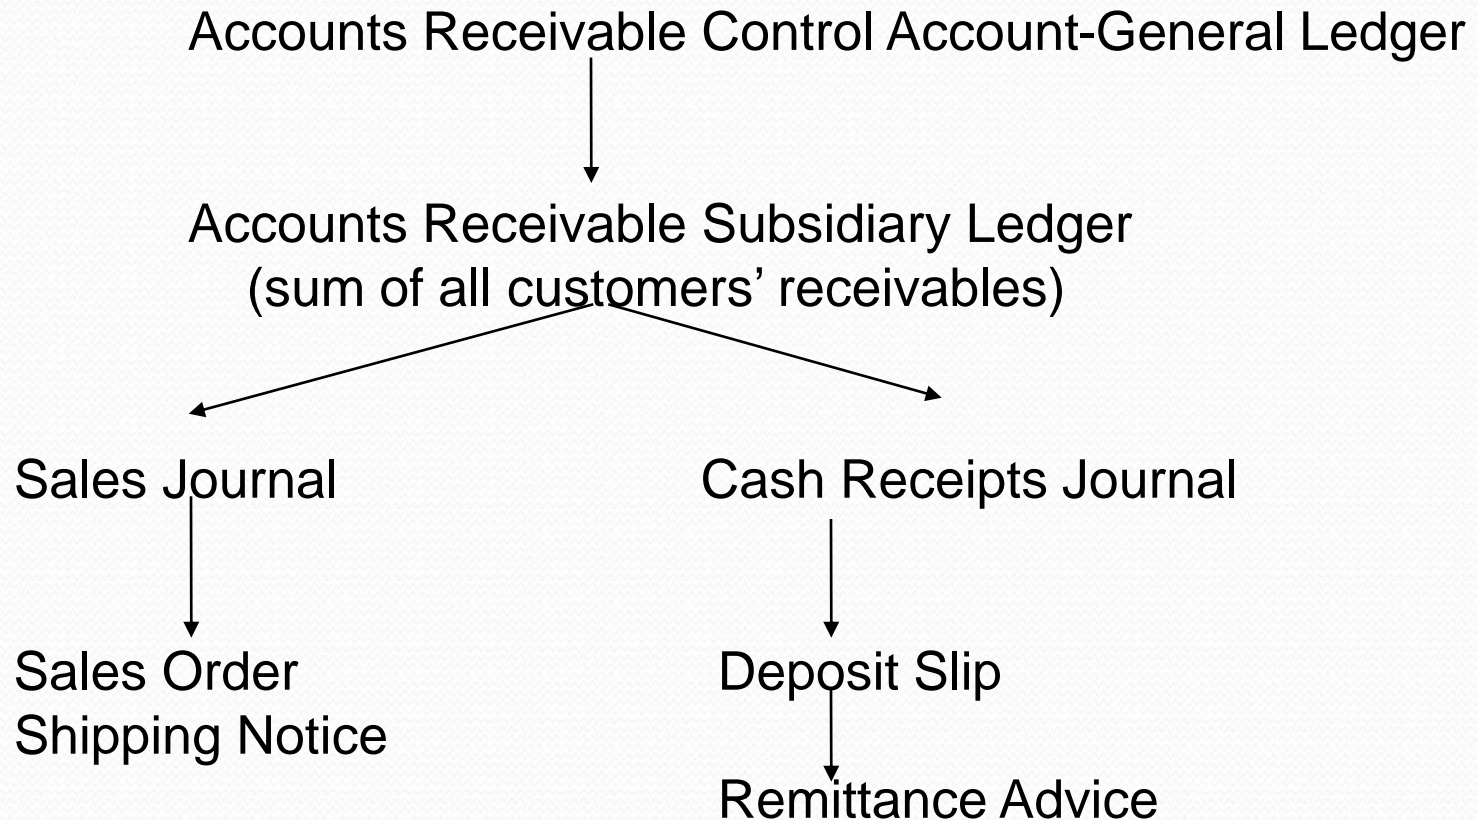 Accounts Receivable Control Account-General Ledger
Accounts Receivable Subsidiary Ledger
(sum of all customers’ receivables)
Sales Journal
Cash Receipts Journal
Sales Order
Shipping Notice
Deposit Slip
Remittance Advice